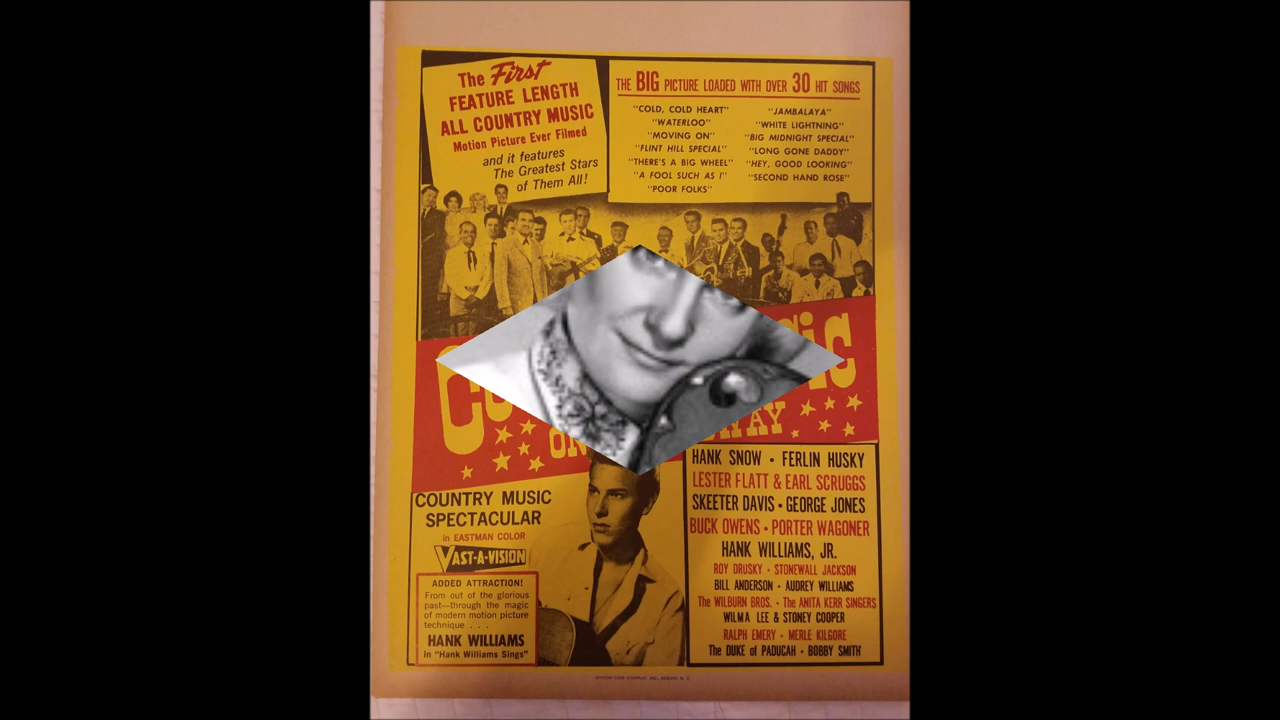 The First
FEATURE LENGTH
ALL COUNTRY MUSIC
Motion Picture Ever Filmed
and it features
The Greatest Stars
of Them All!
THE BIG PICTURE LOADED WITH OVER 30 HIT SONGS
"COLD, COLD HEART"
"WATERLOO"
"MOVING ON"
"FLINT HILL SPECIAL"
"THERE'S A BIG WHEEL"
"A FOOL SUCH AS I"
"POOR FOLKS"
"JAMBALAYA"
"WHITE LIGHTNING"
"BIG MIDNIGHT SPECIAL"
"LONG GONE DADDY"
"HEY, GOOD LOOKING"
"SECOND HAND ROSE"
COUNTRY MUSIC
SPECTACULAR
in EASTMAN COLOR
VAST-A-VISION
ADDED ATTRACTION!
From out of the glorious
past—through the magic
of modern motion picture
technique . . .
HANK WILLIAMS
in "Hank Williams Sings"
HANK SNOW • FERLIN HUSKY
LESTER FLATT & EARL SCRUGGS
SKEETER DAVIS • GEORGE JONES
BUCK OWENS • PORTER WAGONER
HANK WILLIAMS, JR.
ROY DRUSKY • STONEWALL JACKSON
BILL ANDERSON • AUDREY WILLIAMS
The WILBURN BROS. • The ANITA KERR SINGERS
WILMA LEE & STONEY COOPER
RALPH EMERY • MERLE KILGORE
The DUKE of PADUCAH • BOBBY SMITH